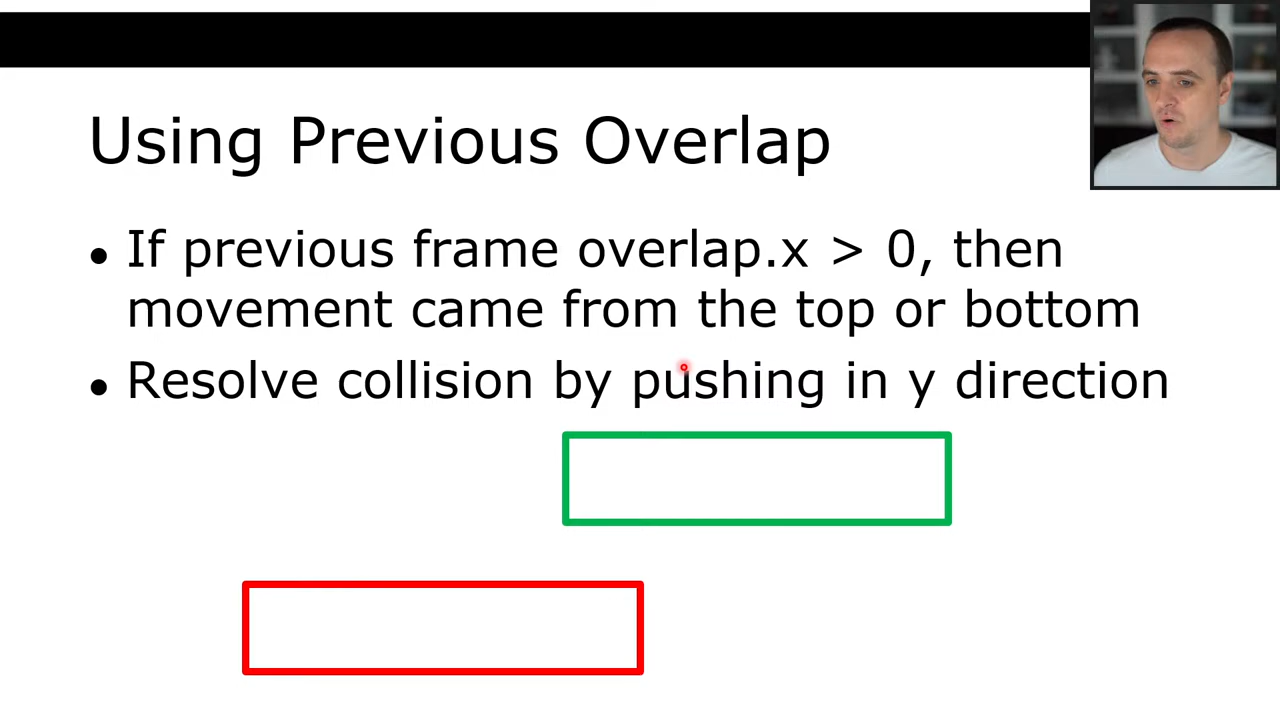 Using Previous Overlap
• If previous frame overlap.x > 0, then
movement came from the top or bottom
• Resolve collision by pushing in y direction